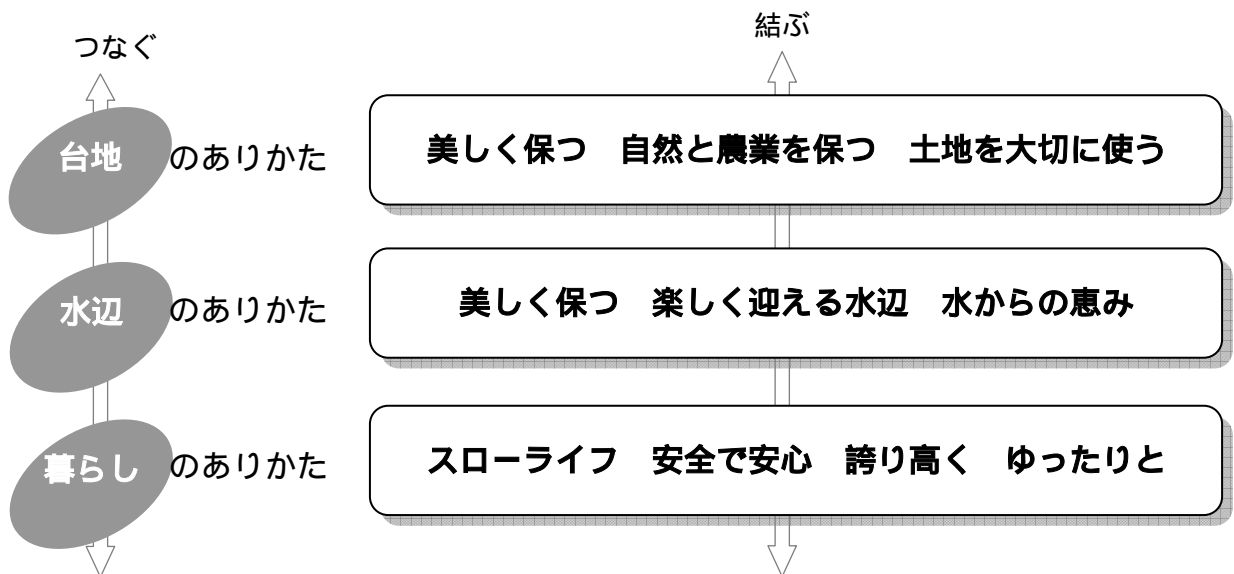 つなぐ
結ぶ
台地のありかた
美しく保つ　自然と農業を保つ　土地を大切に使う
水辺のありかた
美しく保つ　楽しく迎える水辺　水からの恵み
暮らしのありかた
スローライフ　安全で安心　誇り高く　ゆったりと